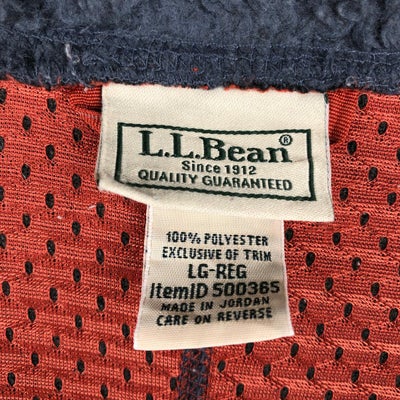 L.L.Bean®
Since 1912
QUALITY GUARANTEED
100% POLYESTER
EXCLUSIVE OF TRIM
LG-REG
ItemID 500365
MADE IN JORDAN
CARE ON REVERSE